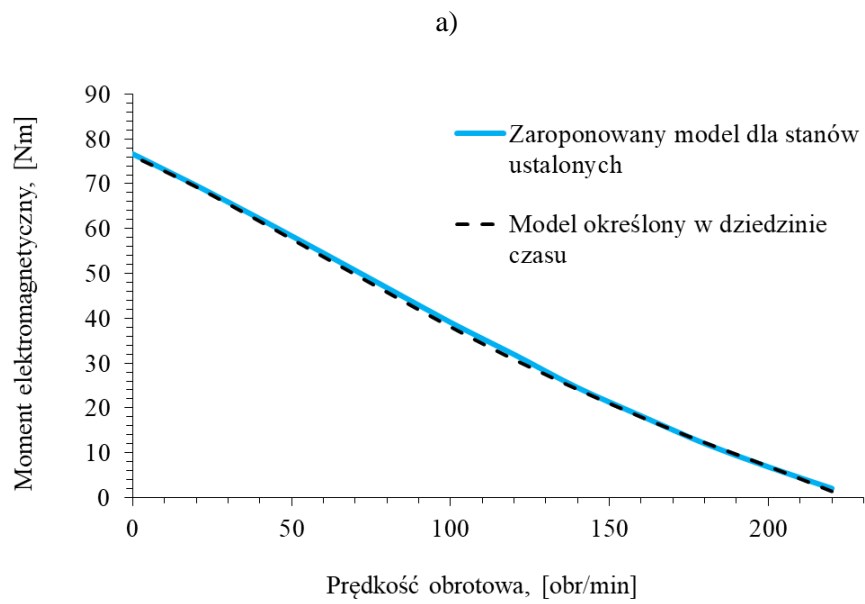 a)
90
80
70
60
50
40
30
20
10
0
Moment elektromagnetyczny, [Nm]
Zaroponowany model dla stanów
ustalonych
Model określony w dziedzinie
czasu
0 50 100 150 200
Prędkość obrotowa, [obr/min]